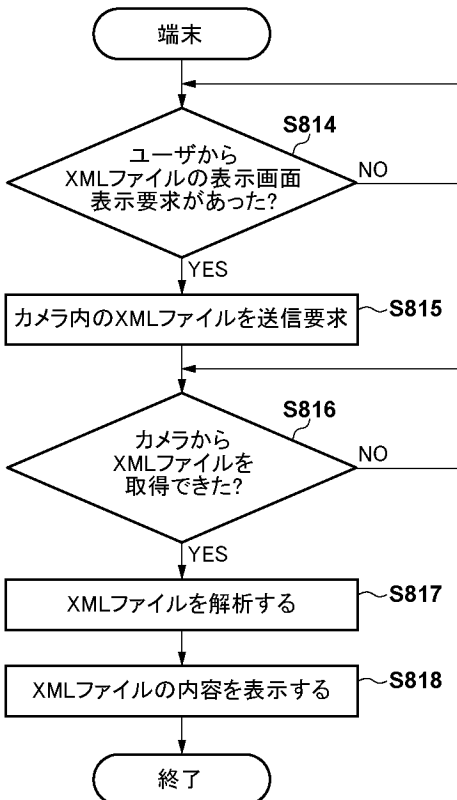 端末
S814
ユーザから
XMLファイルの表示画面
表示要求があった?
NO
YES
カメラ内のXMLファイルを送信要求
S815
S816
カメラから
XMLファイルを
取得できた?
NO
YES
XMLファイルを解析する
S817
XMLファイルの内容を表示する
S818
終了